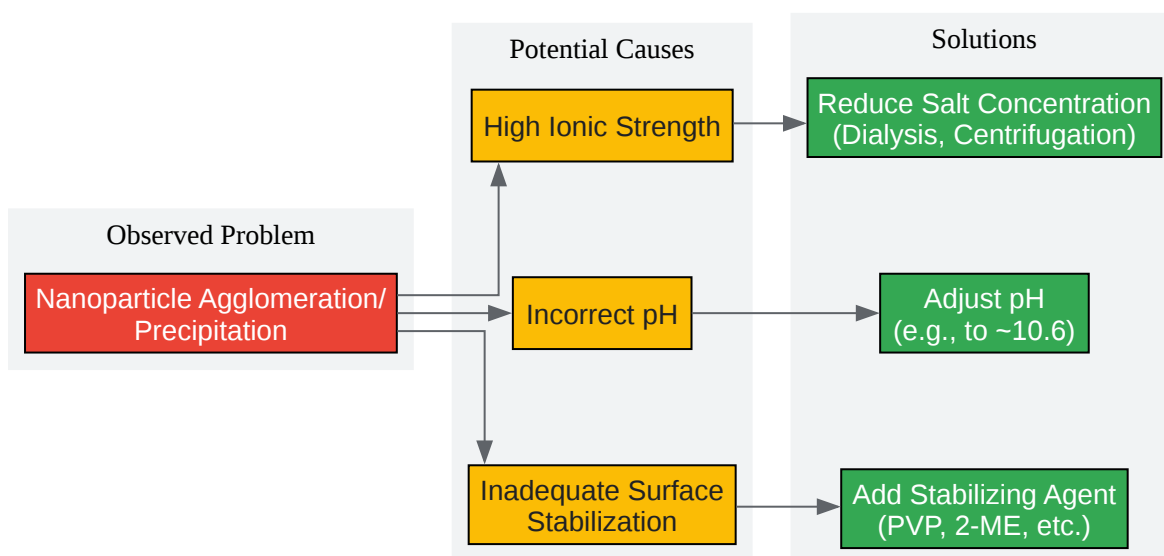 Observed Problem
Nanoparticle Agglomeration/
Precipitation
Potential Causes
High Ionic Strength
Incorrect pH
Inadequate Surface
Stabilization
Solutions
Reduce Salt Concentration
(Dialysis, Centrifugation)
Adjust pH
(e.g., to ~10.6)
Add Stabilizing Agent
(PVP, 2-ME, etc.)